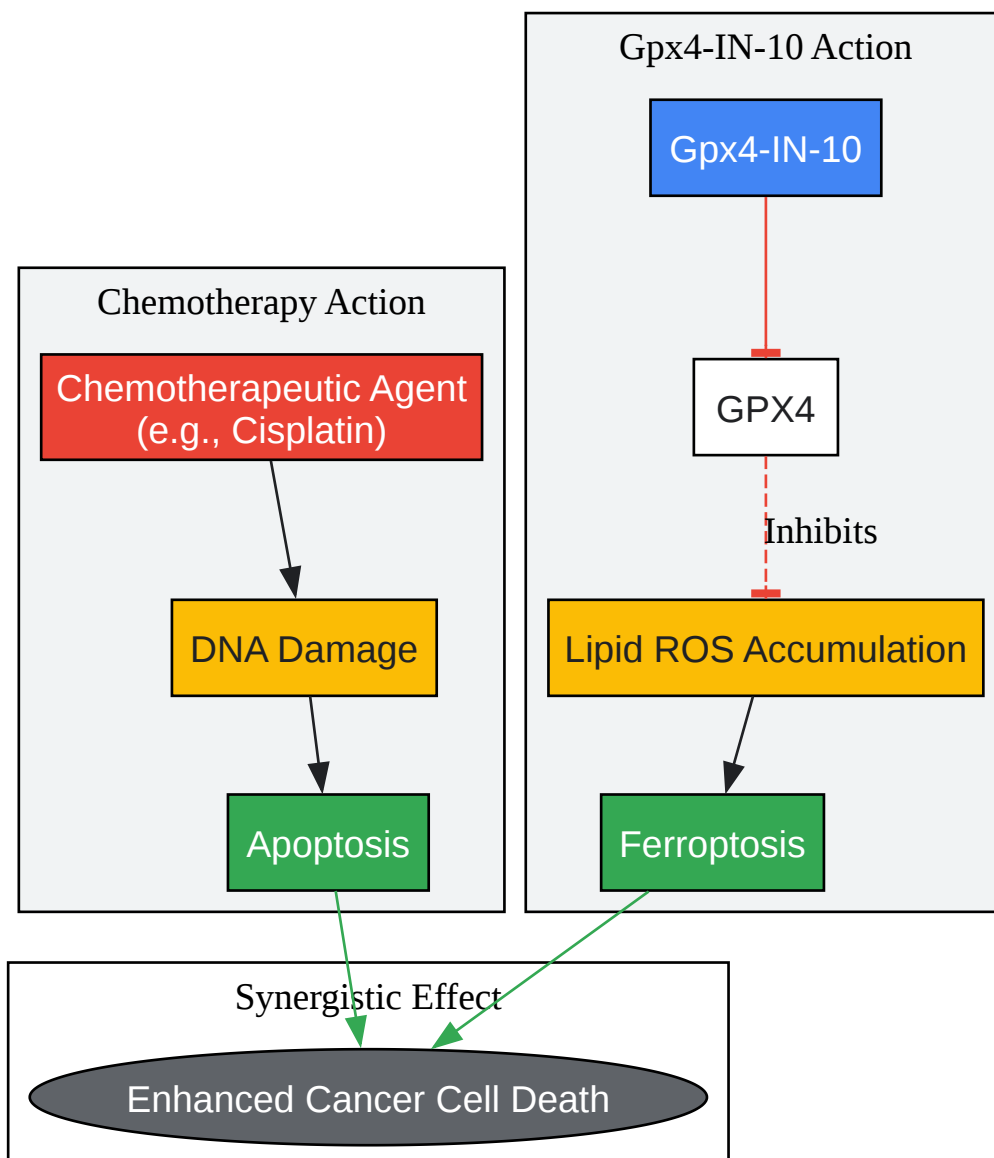 Gpx4-IN-10 Action
Gpx4-IN-10
GPX4
Inhibits
Lipid ROS Accumulation
Ferroptosis
Chemotherapy Action
Chemotherapeutic Agent
(e.g., Cisplatin)
DNA Damage
Apoptosis
Synergistic Effect
Enhanced Cancer Cell Death